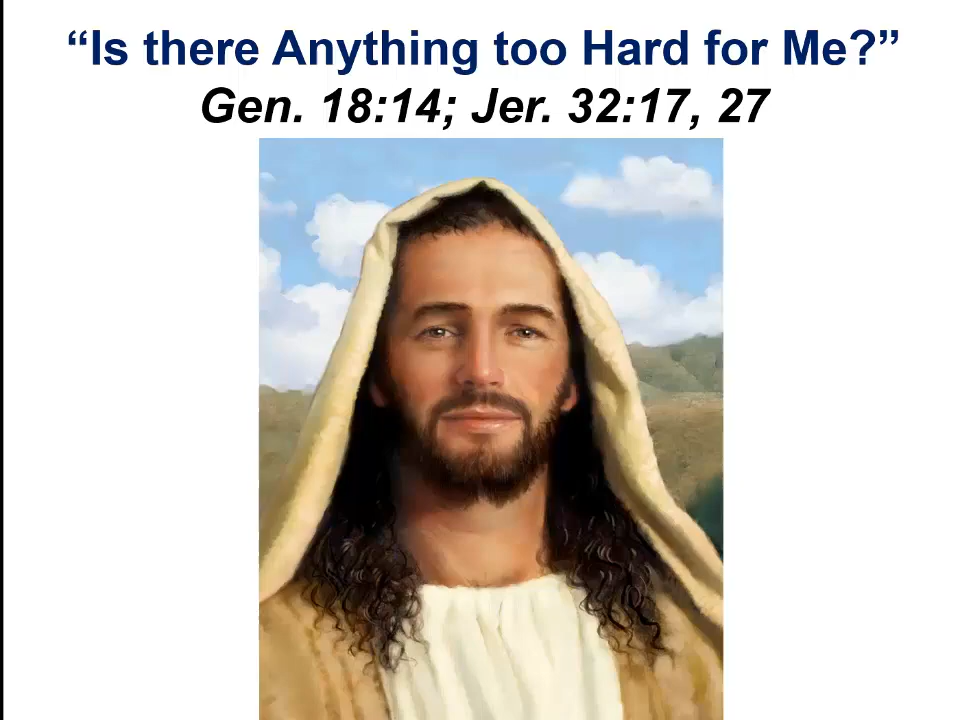 “Is there Anything too Hard for Me?”
Gen. 18:14; Jer. 32:17, 27